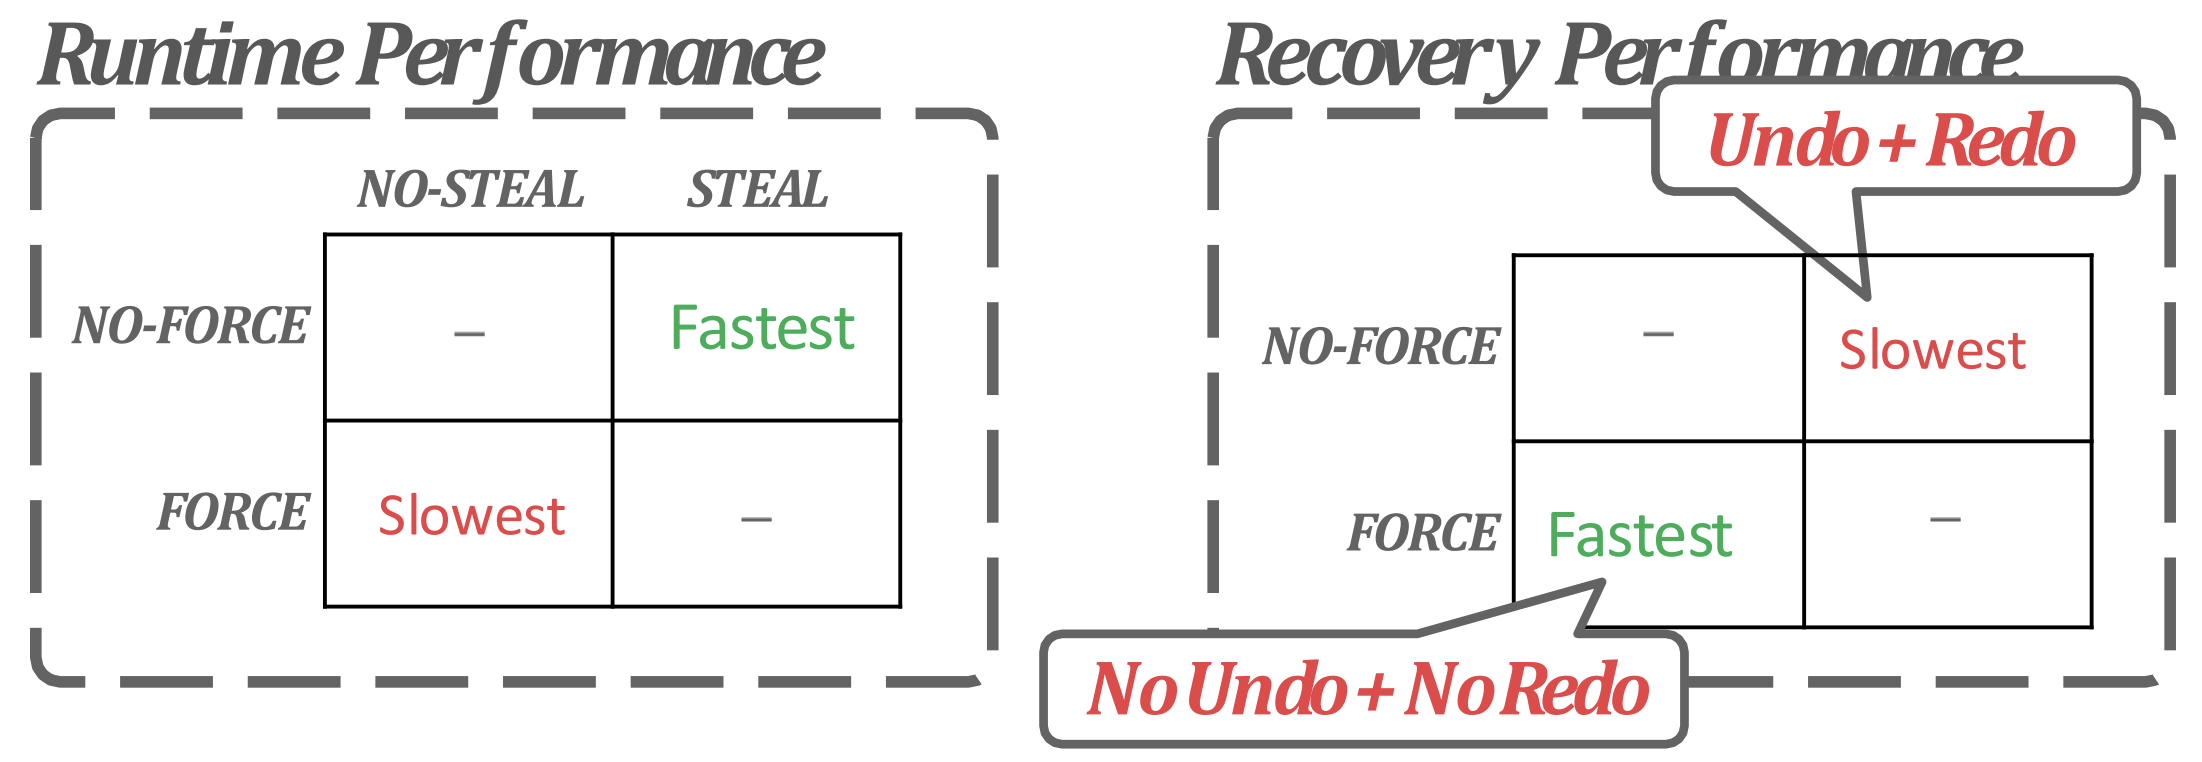 Runtime Performance
NO-STEAL STEAL
NO-FORCE – Fastest
FORCE Slowest –
Recovery Performance
Undo + Redo
NO-FORCE – Slowest
FORCE Fastest –
No Undo + No Redo